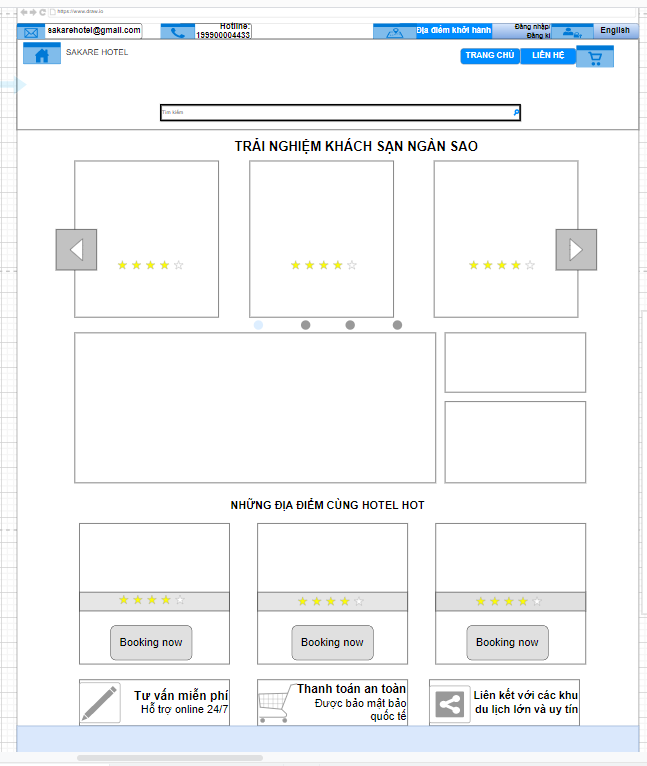 https://www.draw.io
sakarehotel@gmail.com
Hotline:
199900004433
Địa điểm khởi hành
Đăng nhập/
Đăng kí
English
SAKARE HOTEL
TRANG CHỦ
LIÊN HỆ
Tìm kiếm
TRẢI NGHIỆM KHÁCH SẠN NGÀN SAO
NHỮNG ĐỊA ĐIỂM CÙNG HOTEL HOT
Booking now
Booking now
Booking now
Tư vấn miễn phí
Hỗ trợ online 24/7
Thanh toán an toàn
Được bảo mật bảo
quốc tế
Liên kết với các khu
du lịch lớn và uy tín